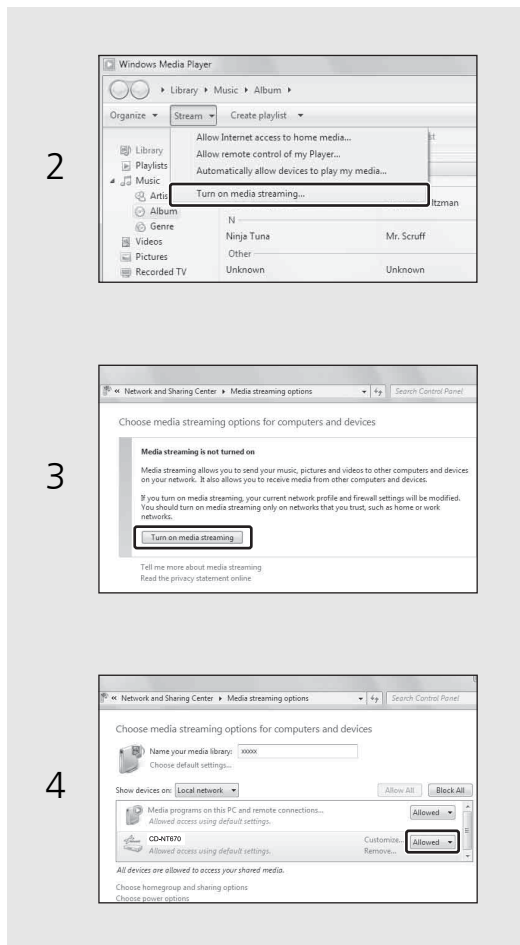 2
Windows Media Player
Library Music Album
Organize Stream Create playlist
Allow Internet access to home media...
Allow remote control of my Player...
Automatically allow devices to play my media...
Turn on media streaming...
Library
Playlists
Music
Artis
Album
Genre
Videos
Pictures
Recorded TV
st
ltzman
N
Ninja Tuna Mr. Scruff
Other
Unknown Unknown
3
« Network and Sharing Center Media streaming options Search Control Panel
Choose media streaming options for computers and devices
Media streaming is not turned on
Media streaming allows you to send your music, pictures and videos to other computers and devices
on your network. It also allows you to receive media from other computers and devices.
If you turn on media streaming, your current network profile and firewall settings will be modified.
You should turn on media streaming only on networks that you trust, such as home or work
networks.
Turn on media streaming
Tell me more about media streaming
Read the privacy statement online
4
« Network and Sharing Center Media streaming options Search Control Panel
Choose media streaming options for computers and devices
Name your media library: xxxxx
Choose default settings...
Show devices on: Local network Allow All Block All
Media programs on this PC and remote connections... Allowed
Allowed access using default settings.
CD-NT670 Customize... Allowed
Allowed access using default settings. Remove...
All devices are allowed to access your shared media.
Choose homegroup and sharing options
Choose power options